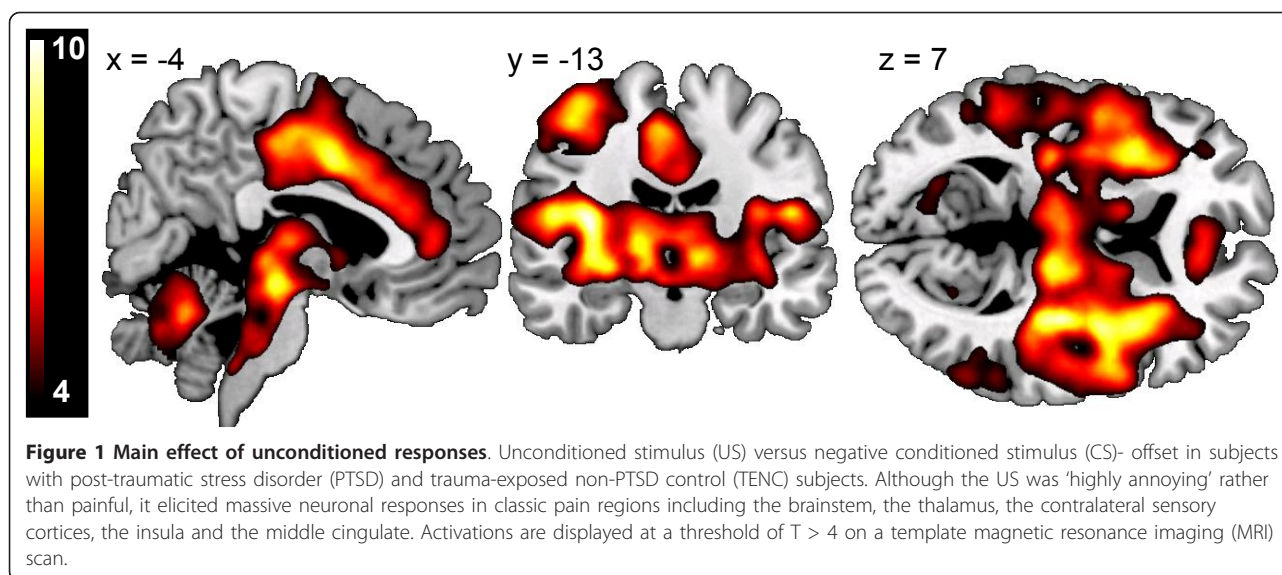 10
x = -4
y = -13
z = 7
4
Figure 1 Main effect of unconditioned responses. Unconditioned stimulus (US) versus negative conditioned stimulus (CS)- offset in subjects
with post-traumatic stress disorder (PTSD) and trauma-exposed non-PTSD control (TENC) subjects. Although the US was ‘highly annoying’ rather
than painful, it elicited massive neuronal responses in classic pain regions including the brainstem, the thalamus, the contralateral sensory
cortices, the insula and the middle cingulate. Activations are displayed at a threshold of T > 4 on a template magnetic resonance imaging (MRI)
scan.